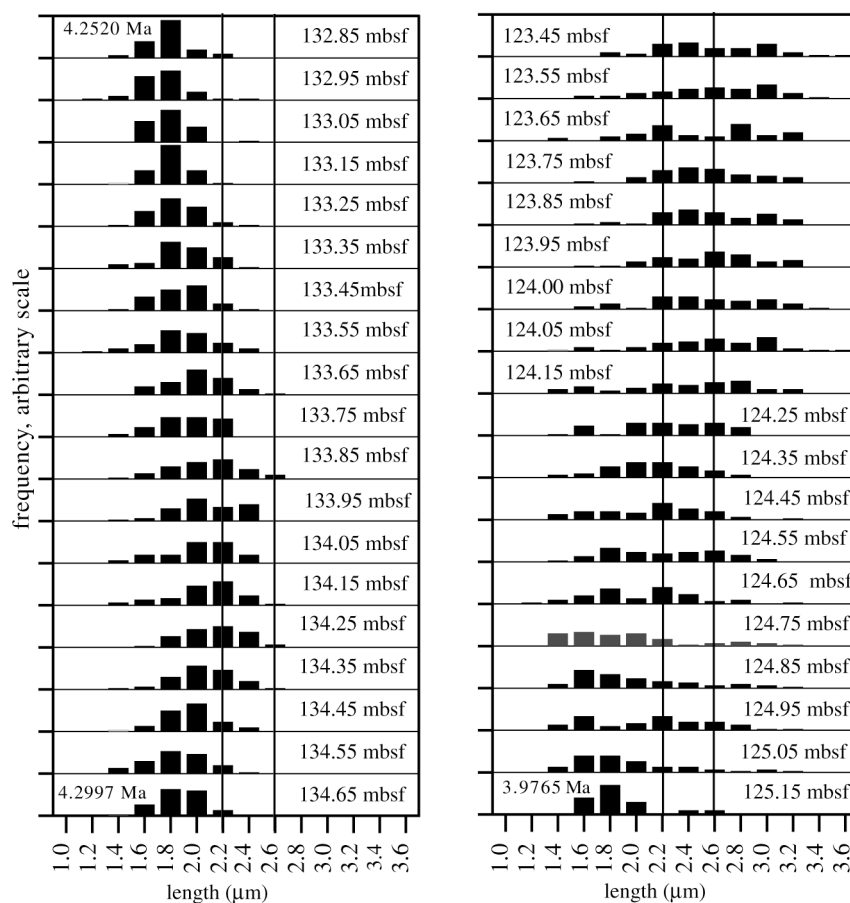 frequency, arbitrary scale
4.2520 Ma
132.85 mbsf
132.95 mbsf
133.05 mbsf
133.15 mbsf
133.25 mbsf
133.35 mbsf
133.45mbsf
133.55 mbsf
133.65 mbsf
133.75 mbsf
133.85 mbsf
133.95 mbsf
134.05 mbsf
134.15 mbsf
134.25 mbsf
134.35 mbsf
134.45 mbsf
134.55 mbsf
4.2997 Ma
134.65 mbsf
1.0 1.2 1.4 1.6 1.8 2.0 2.2 2.4 2.6 2.8 3.0 3.2 3.4 3.6
length (µm)
123.45 mbsf
123.55 mbsf
123.65 mbsf
123.75 mbsf
123.85 mbsf
123.95 mbsf
124.00 mbsf
124.05 mbsf
124.15 mbsf
124.25 mbsf
124.35 mbsf
124.45 mbsf
124.55 mbsf
124.65 mbsf
124.75 mbsf
124.85 mbsf
124.95 mbsf
125.05 mbsf
3.9765 Ma
125.15 mbsf
1.0 1.2 1.4 1.6 1.8 2.0 2.2 2.4 2.6 2.8 3.0 3.2 3.4 3.6
length (µm)